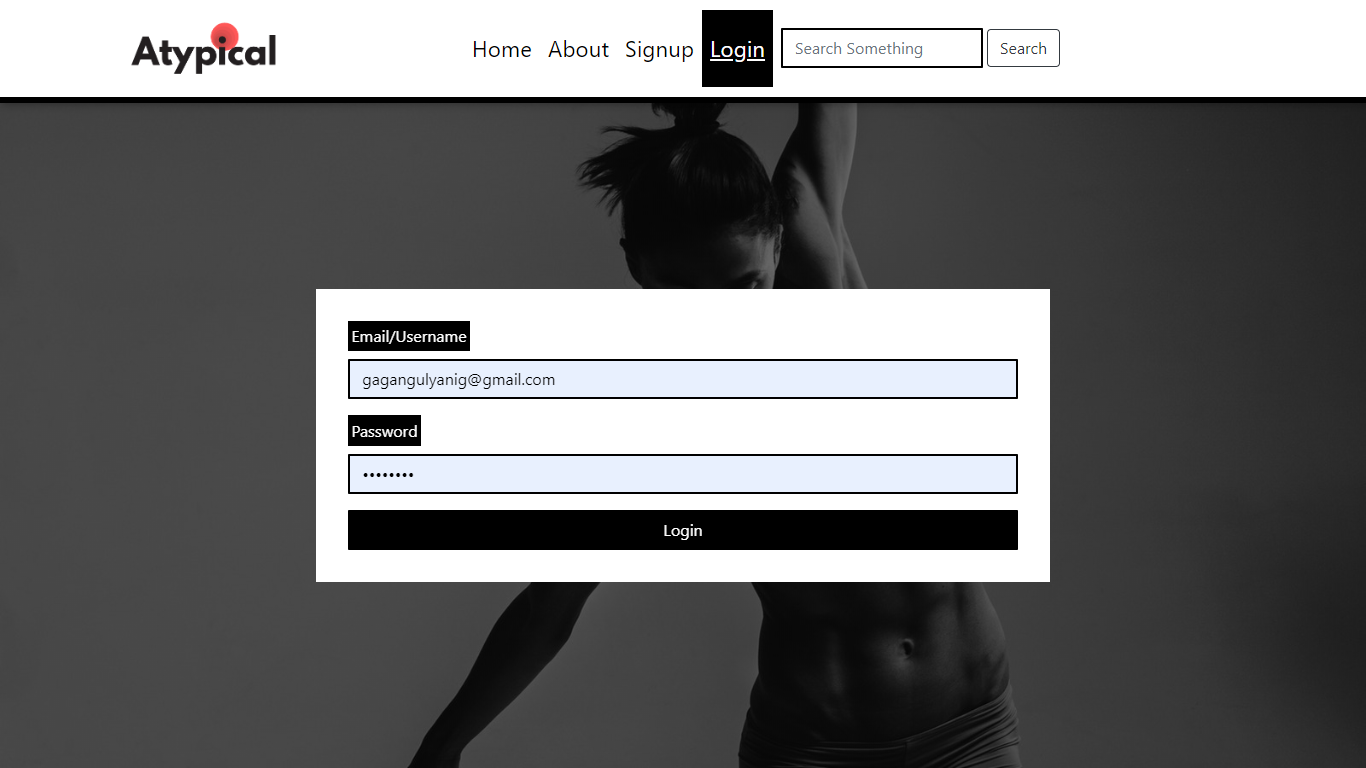 Atypical
Home About Signup Login Search Something Search
Email/Username
gagangulyanig@gmail.com
Password
••••••••
Login